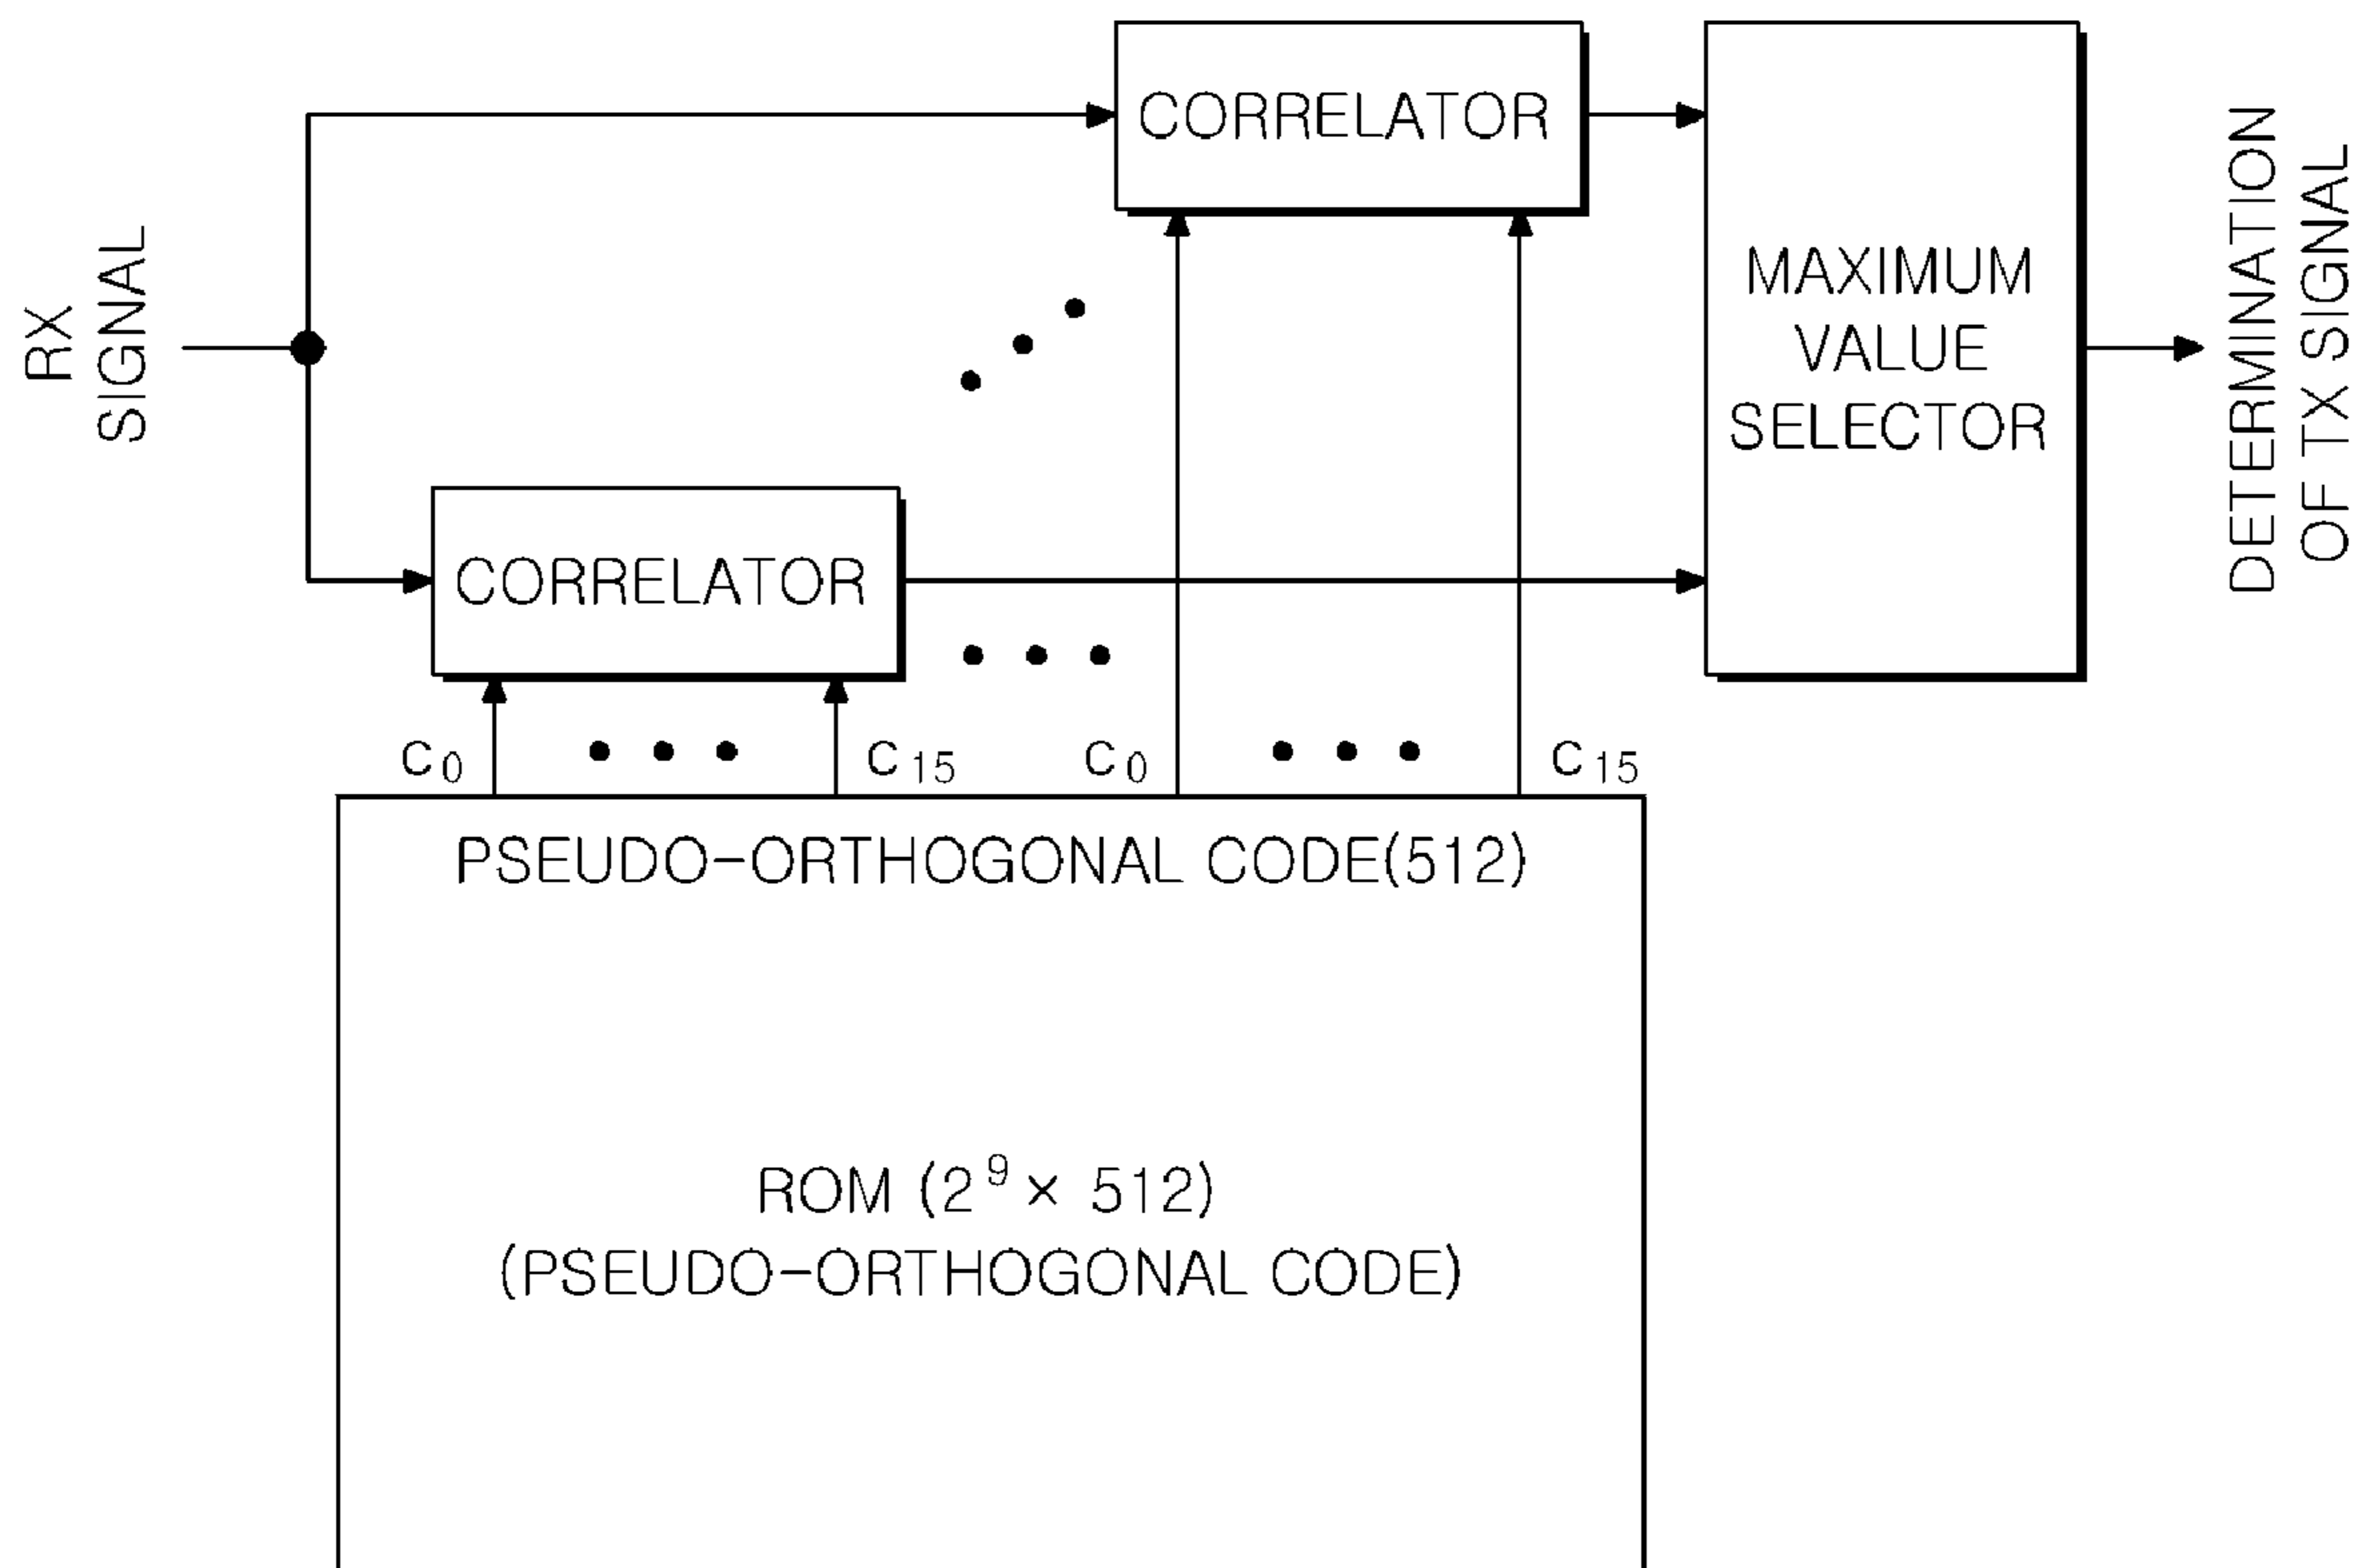 CORRELATOR
RX
SIGNAL
MAXIMUM
VALUE
SELECTOR
DETERMINATION
OF TX SIGNAL
CORRELATOR
c0 c15 c0 c15
PSEUDO-ORTHOGONAL CODE(512)
ROM (2⁹ × 512)
(PSEUDO-ORTHOGONAL CODE)